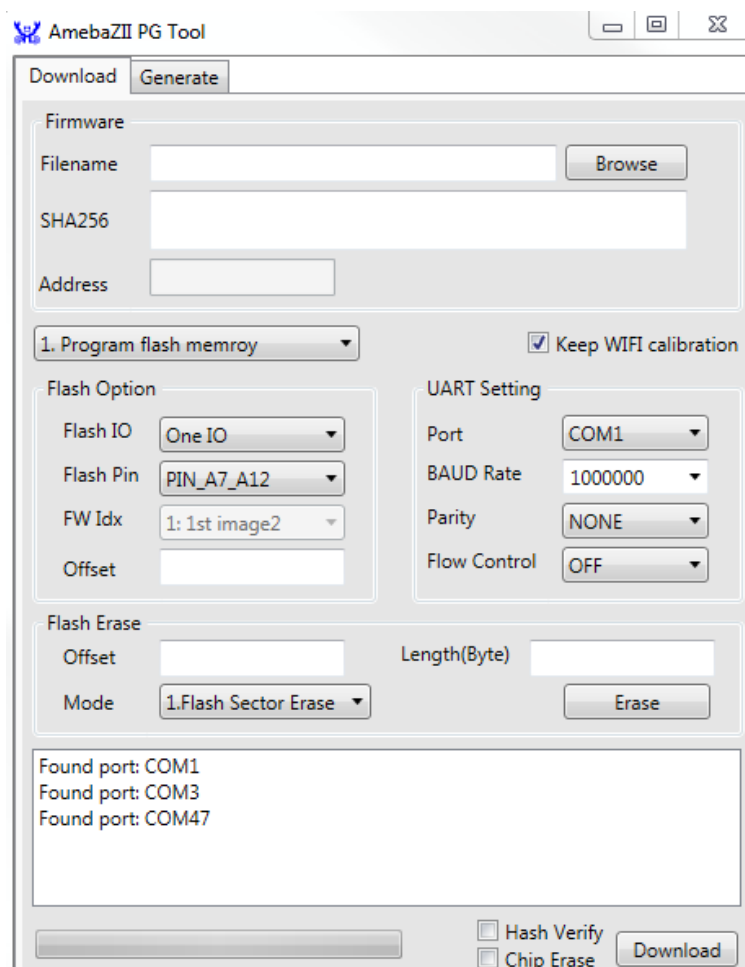 AmebaZII PG Tool
Download Generate
Firmware
Filename Browse
SHA256
Address
1. Program flash memroy Keep WIFI calibration
Flash Option
Flash IO One IO
Flash Pin PIN_A7_A12
FW Idx 1: 1st image2
Offset
UART Setting
Port COM1
BAUD Rate 1000000
Parity NONE
Flow Control OFF
Flash Erase
Offset Length(Byte)
Mode 1.Flash Sector Erase Erase
Found port: COM1
Found port: COM3
Found port: COM47
Hash Verify
Chip Erase
Download